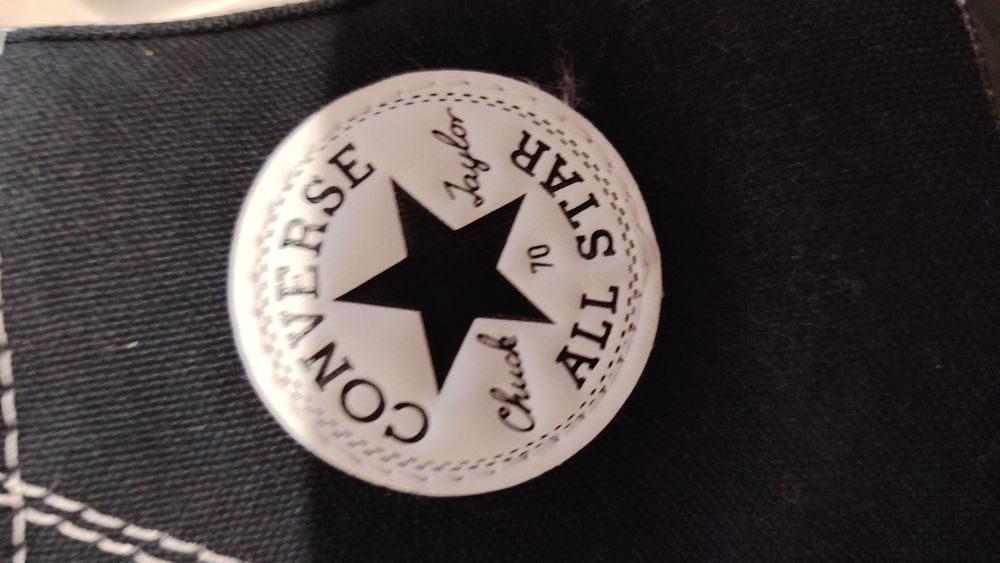 CONVERSE
Chuck Taylor
70
ALL STAR